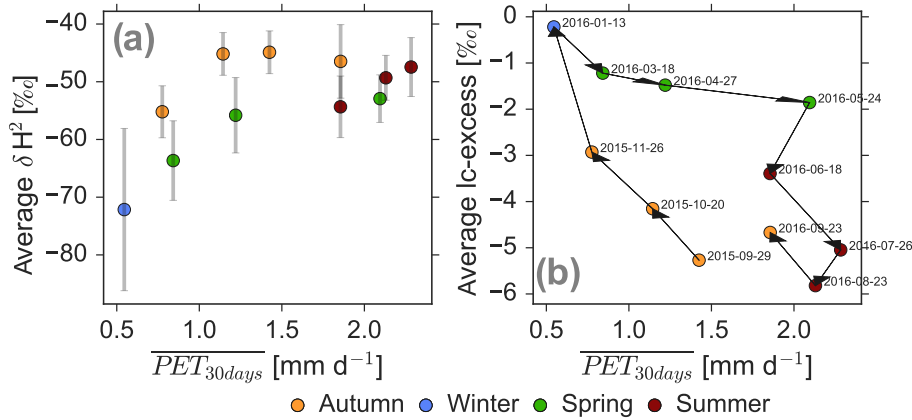 (a)
Average δ H² [‰]
−40
−50
−60
−70
−80
0.5 1.0 1.5 2.0
PET30days [mm d⁻¹]
(b)
Average lc-excess [‰]
0
−1
−2
−3
−4
−5
−6
2016-01-13
2016-03-18
2016-04-27
2016-05-24
2015-11-26
2016-06-18
2015-10-20
2016-09-23
2016-07-26
2015-09-29
2016-08-23
0.5 1.0 1.5 2.0
PET30days [mm d⁻¹]
Autumn Winter Spring Summer